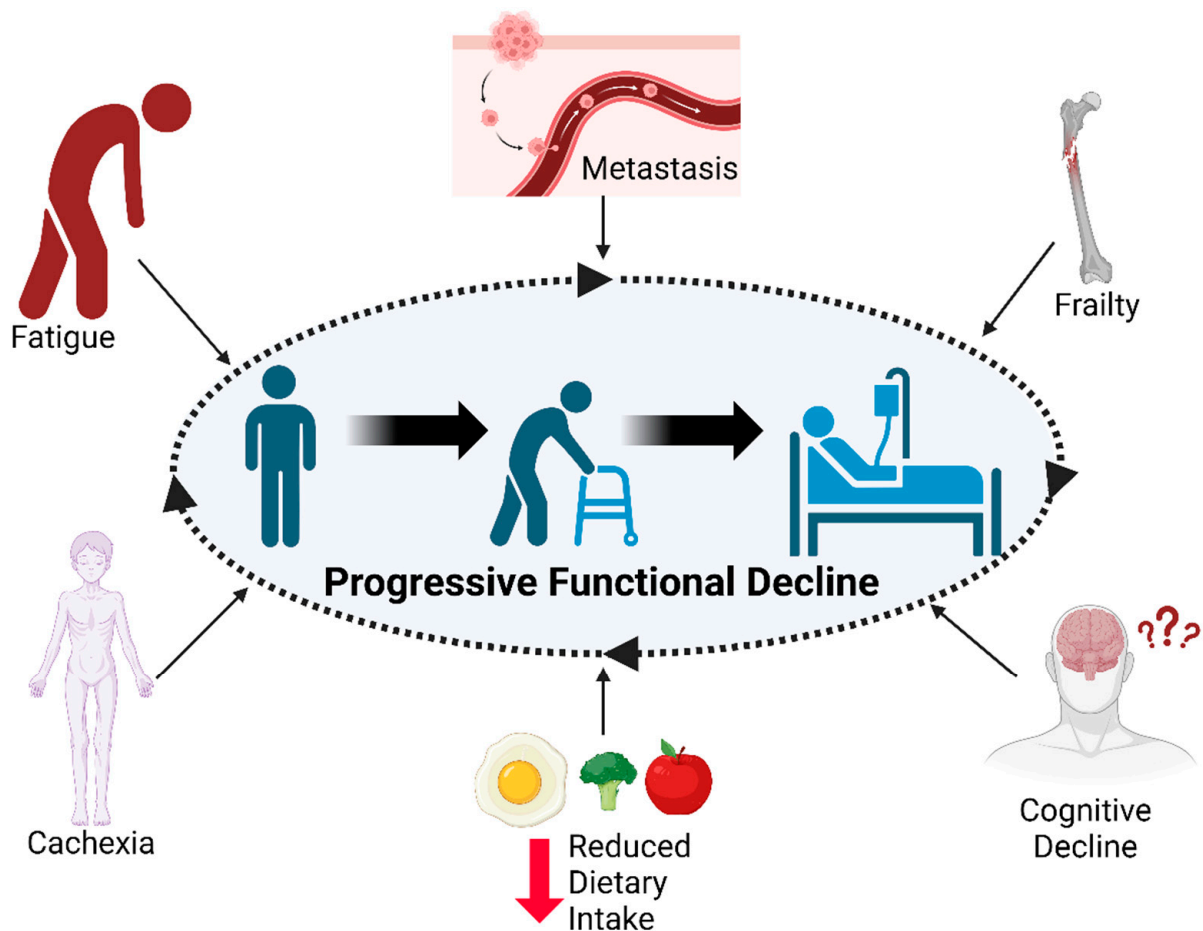 Metastasis
Fatigue
Frailty
Progressive Functional Decline
???
Cachexia
Cognitive
Decline
Reduced
Dietary
Intake